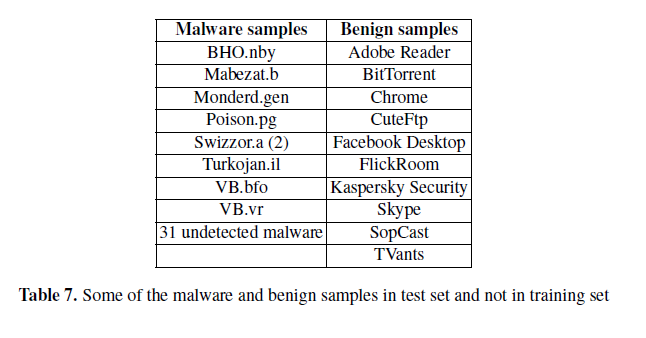 Malware samples Benign samples
BHO.nby Adobe Reader
Mabezat.b BitTorrent
Monderd.gen Chrome
Poison.pg CuteFtp
Swizzor.a (2) Facebook Desktop
Turkojan.il FlickRoom
VB.bfo Kaspersky Security
VB.vr Skype
31 undetected malware SopCast
TVants
Table 7. Some of the malware and benign samples in test set and not in training set